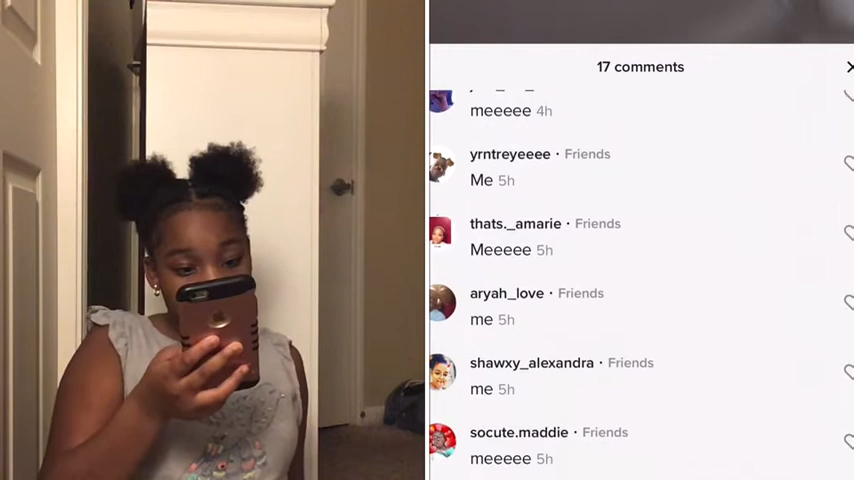 17 comments
meeeee 4h
yrntreyeeee · Friends
Me 5h
thats._amarie · Friends
Meeeee 5h
aryah_love · Friends
me 5h
shawxy_alexandra · Friends
me 5h
socute.maddie · Friends
meeeee 5h